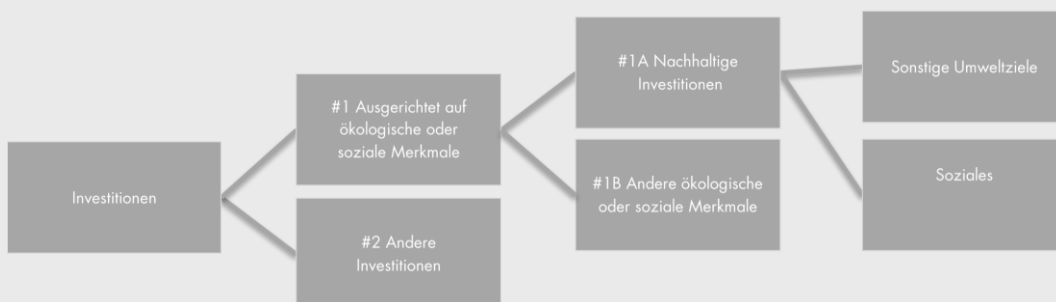 Investitionen
#1 Ausgerichtet auf
ökologische oder
soziale Merkmale
#2 Andere
Investitionen
#1A Nachhaltige
Investitionen
#1B Andere ökologische
oder soziale Merkmale
Sonstige Umweltziele
Soziales